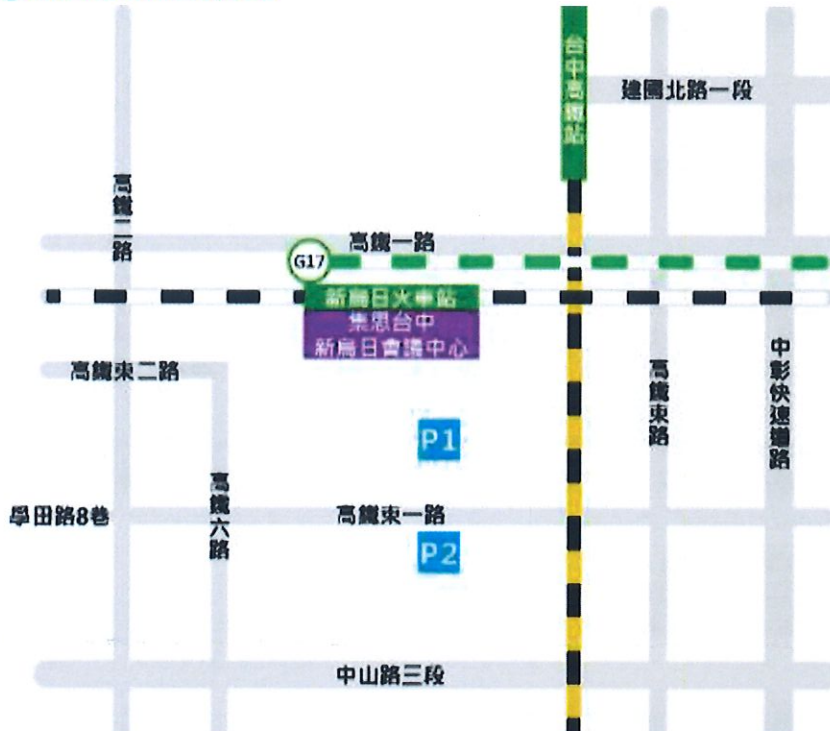 台中高鐵站
建國北路一段
高鐵二路
高鐵一路
G17
新烏日火車站
集思台中
新烏日會議中心
高鐵東二路
高鐵東路
中彰快速道路
P1
高鐵六路
學田路8巷
高鐵東一路
P2
中山路三段